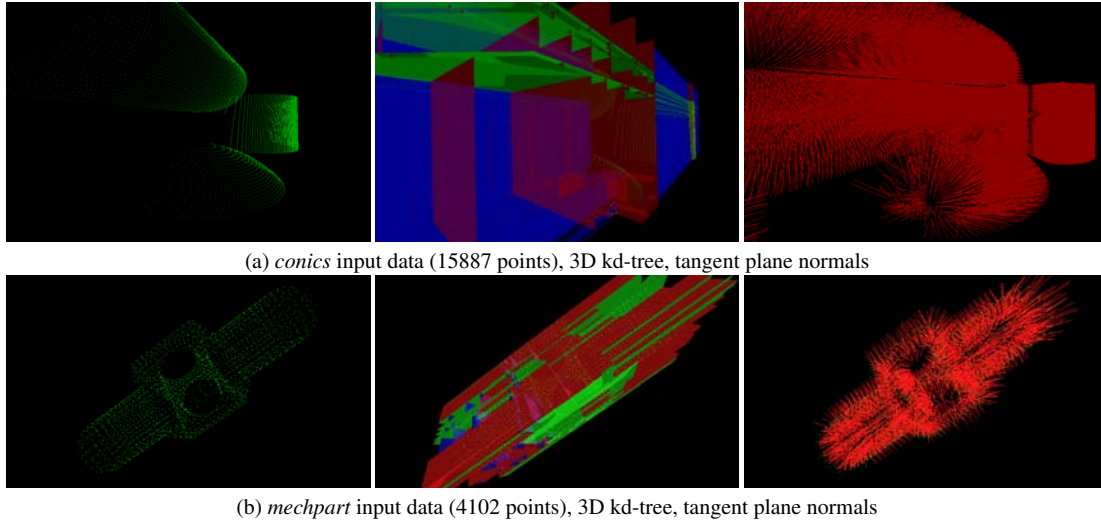 (a) conics input data (15887 points), 3D kd-tree, tangent plane normals
(b) mechpart input data (4102 points), 3D kd-tree, tangent plane normals